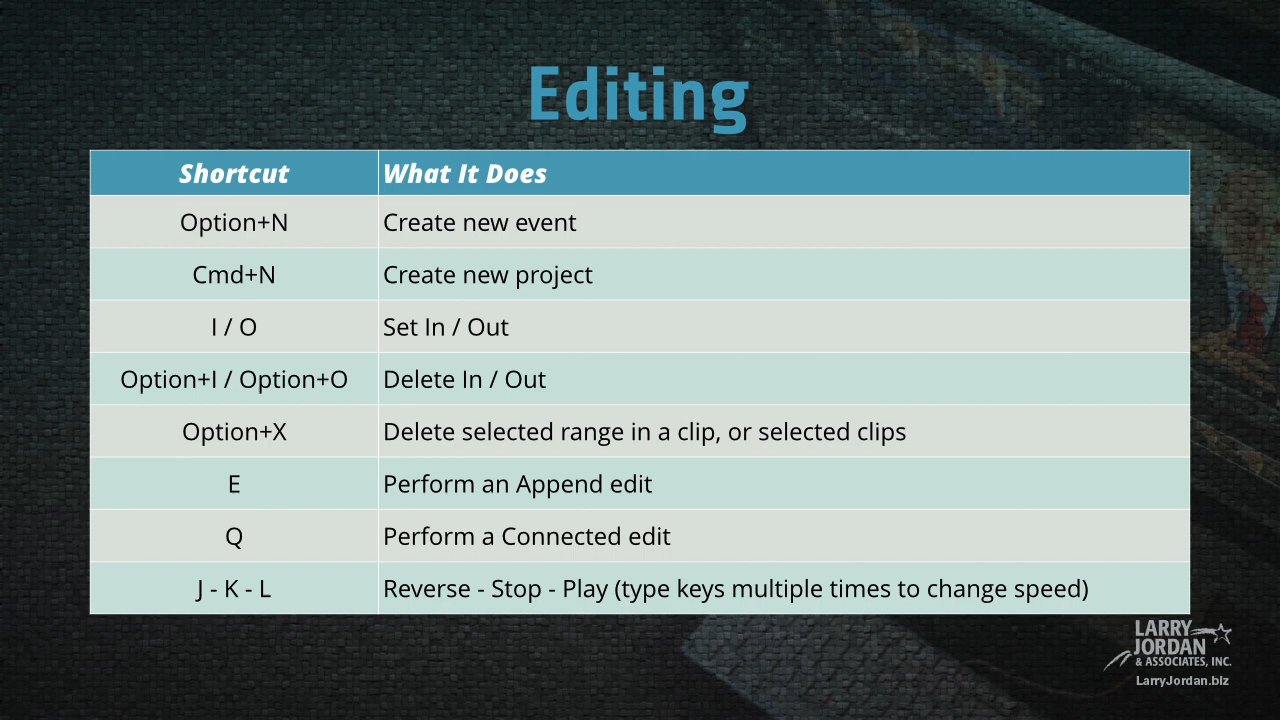 Editing
Shortcut What It Does
Option+N Create new event
Cmd+N Create new project
I / O Set In / Out
Option+I / Option+O Delete In / Out
Option+X Delete selected range in a clip, or selected clips
E Perform an Append edit
Q Perform a Connected edit
J - K - L Reverse - Stop - Play (type keys multiple times to change speed)
LARRY
JORDAN
& ASSOCIATES, INC.
LarryJordan.biz